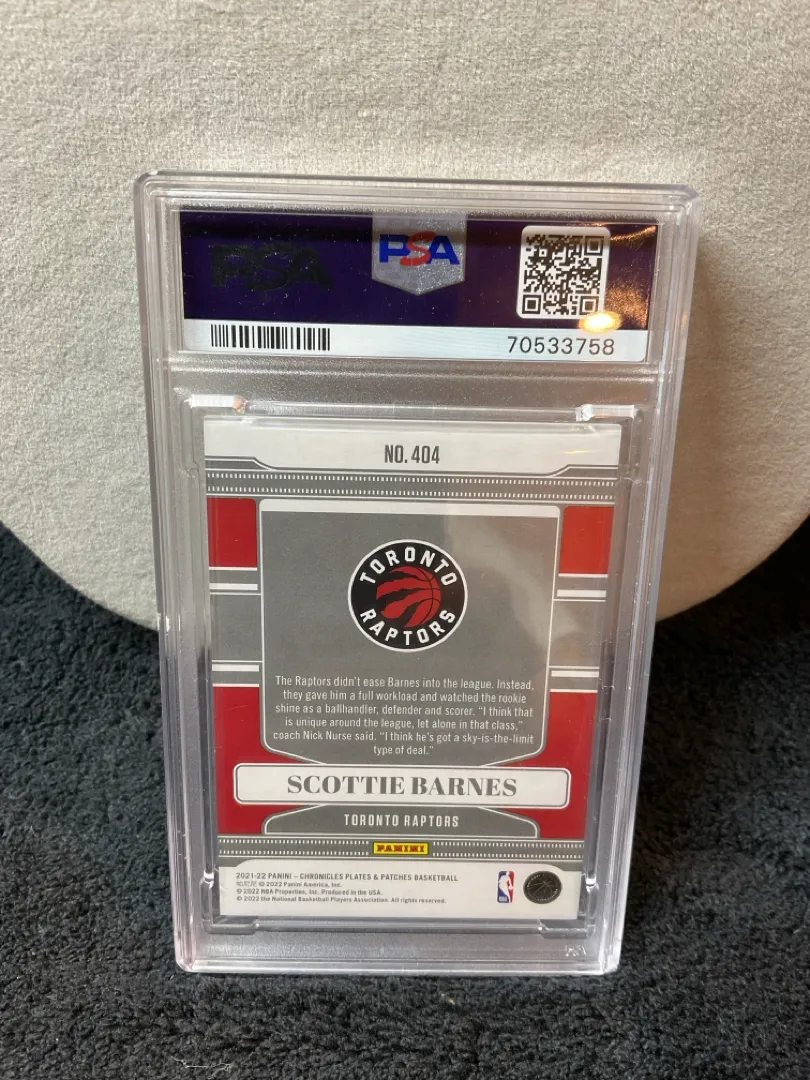 PSA
PSA
70533758
NO. 404
TORONTO
RAPTORS
The Raptors didn't ease Barnes into the league. Instead,
they gave him a full workload and watched the rookie
shine as a ballhandler, defender and scorer. "I think that
is unique around the league, let alone in that class,"
coach Nick Nurse said. "I think he's got a sky-is-the-limit
type of deal."
SCOTTIE BARNES
TORONTO RAPTORS
PANINI
2021-22 PANINI – CHRONICLES PLATES & PATCHES BASKETBALL
帕尼尼 © 2022 Panini America, Inc.
© 2022 NBA Properties, Inc. Produced in the USA.
© 2022 the National Basketball Players Association. All rights reserved.